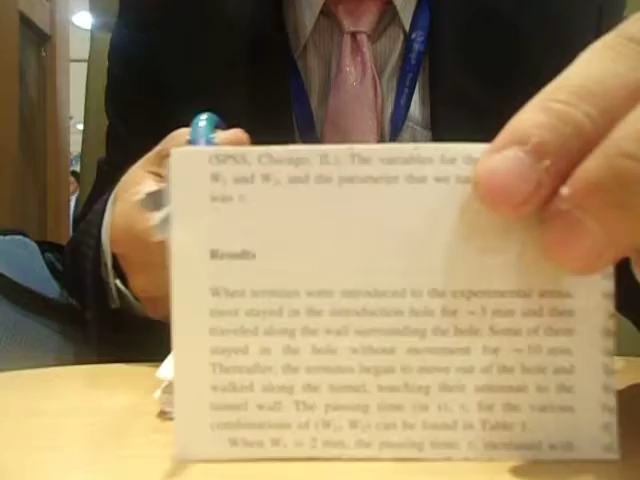 (SPSS, Chicago, IL). The variables for the
W₁ and W₂, and the parameter that we
was τ.
Results
When termites were introduced to the experimental arena,
most stayed in the introduction hole for ~3 min and then
traveled along the wall surrounding the hole. Some of them
stayed in the hole without movement for ~10 min.
Thereafter, the termites began to move out of the hole and
walked along the tunnel, touching their antennae to the
tunnel wall. The passing time (in s), τ, for the various
combinations of (W₁, W₂) can be found in Table 1.
When W₁ = 2 mm, the passing time, τ, increased with